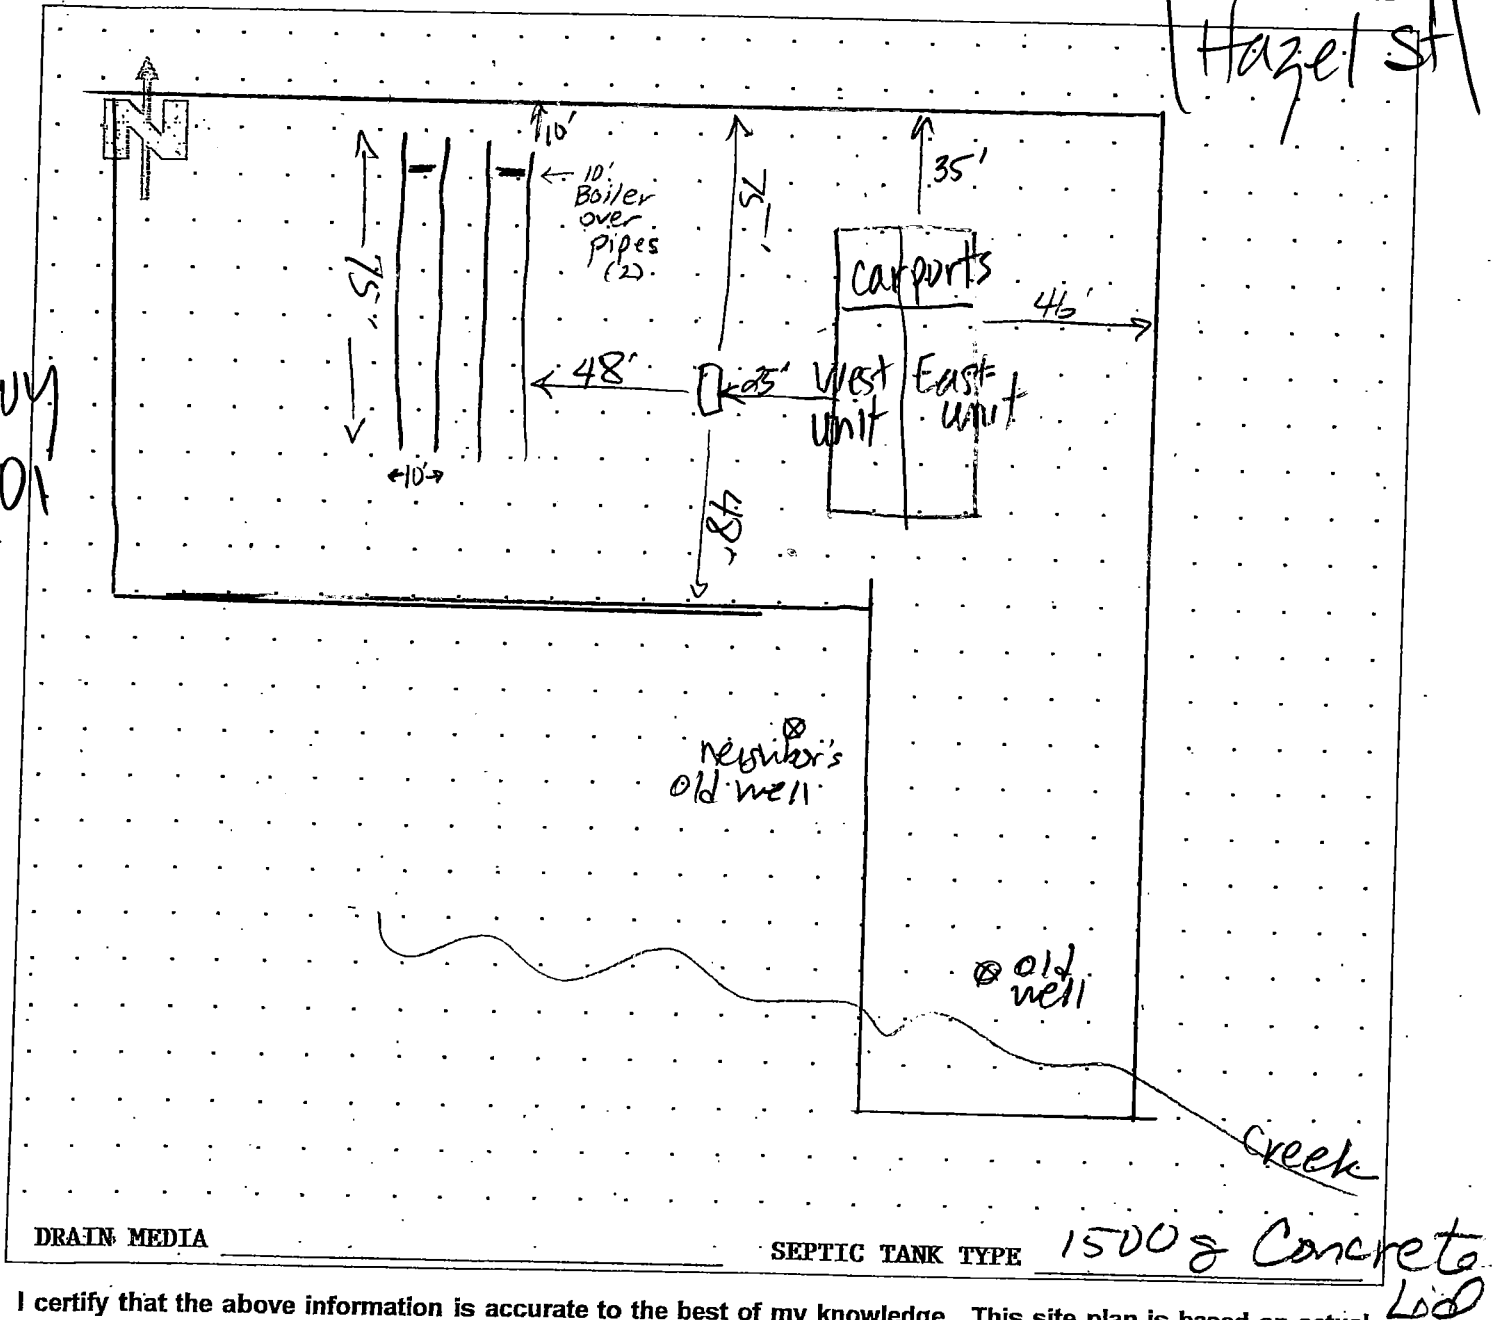 Hazel St
N
10'
75'
35'
10'
Boiler
over
pipes
(2)
75'
carports
46'
48'
25'
West
unit
East
unit
10'
48'
neighbor's
old well
old
well
Creek
DRAIN MEDIA
SEPTIC TANK TYPE 1500 g Concrete
I certify that the above information is accurate to the best of my knowledge. This site plan is based on actual